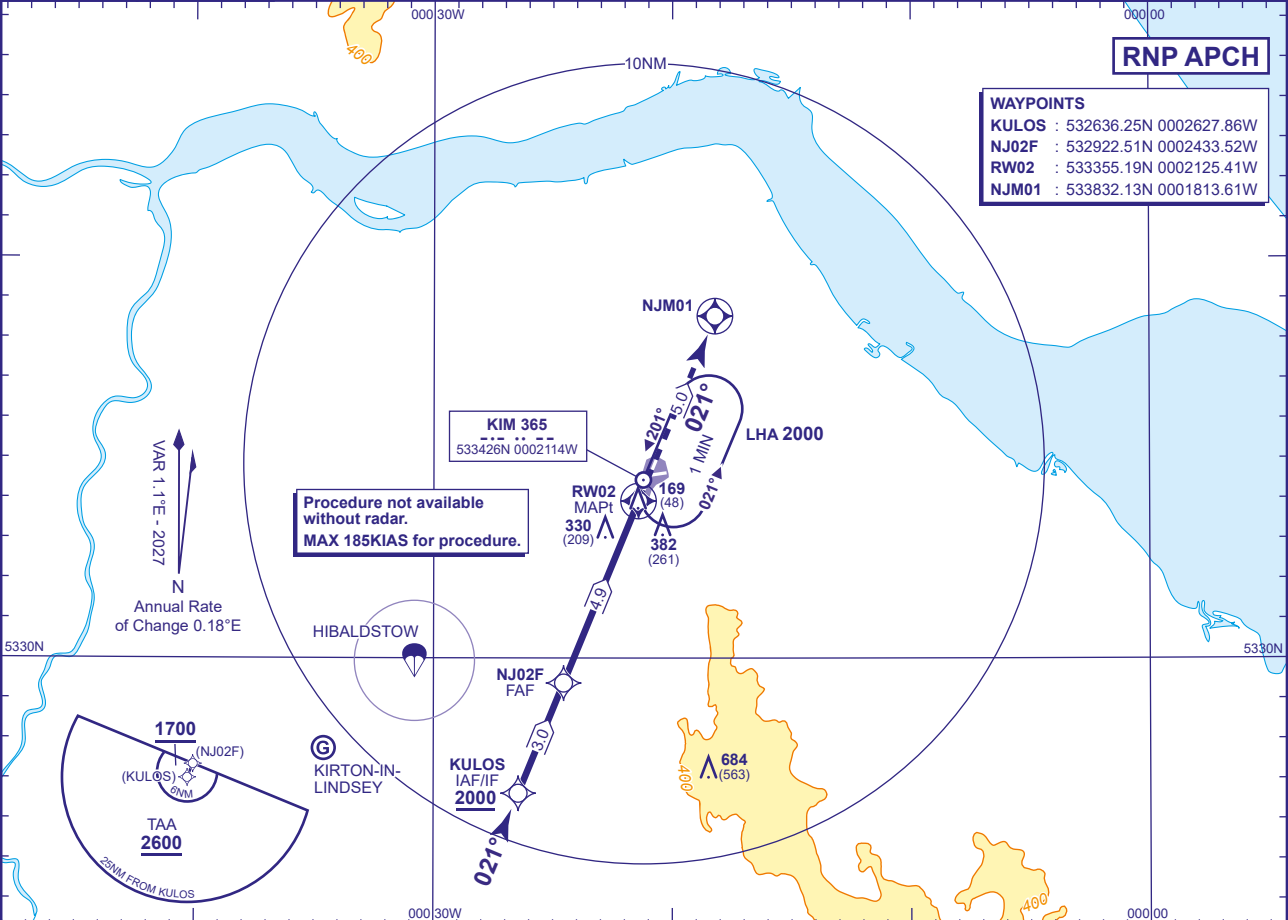 000 30W
000 00
400
10NM
RNP APCH
WAYPOINTS
KULOS : 532636.25N 0002627.86W
NJ02F : 532922.51N 0002433.52W
RW02 : 533355.19N 0002125.41W
NJM01 : 533832.13N 0001813.61W
NJM01
5.0
021°
201°
1 MIN
021°
LHA 2000
KIM 365
533426N 0002114W
RW02
MAPt
169
(48)
330
(209)
382
(261)
Procedure not available
without radar.
MAX 185KIAS for procedure.
VAR 1.1°E - 2027
N
Annual Rate
of Change 0.18°E
4.9
HIBALDSTOW
5330N
5330N
NJ02F
FAF
3.0
G
KIRTON-IN-
LINDSEY
KULOS
IAF/IF
2000
021°
684
(563)
400
1700
(NJ02F)
(KULOS)
6NM
TAA
2600
25NM FROM KULOS
400
000 30W
000 00